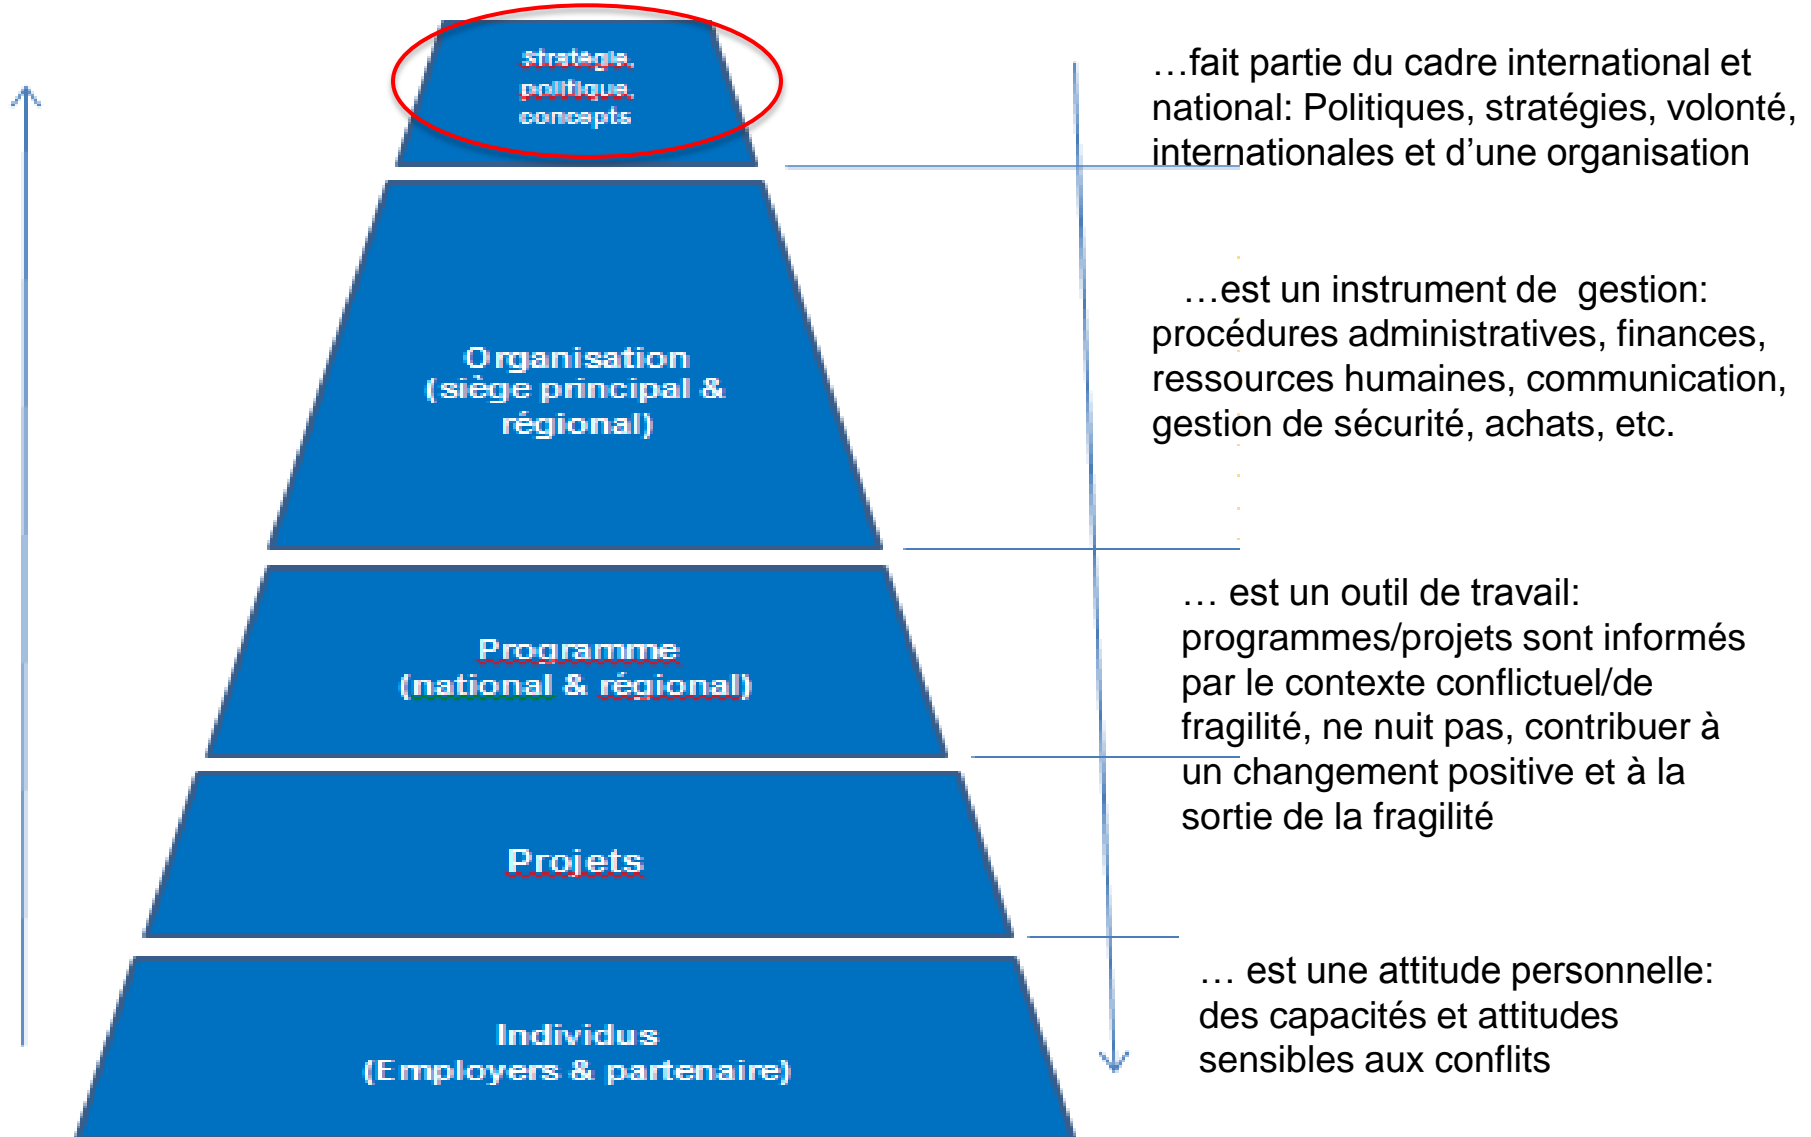 Stratégie,
politique,
concepts
…fait partie du cadre international et
national: Politiques, stratégies, volonté,
internationales et d’une organisation
Organisation
(siège principal &
régional)
…est un instrument de gestion:
procédures administratives, finances,
ressources humaines, communication,
gestion de sécurité, achats, etc.
Programme
(national & régional)
… est un outil de travail:
programmes/projets sont informés
par le contexte conflictuel/de
fragilité, ne nuit pas, contribuer à
un changement positive et à la
sortie de la fragilité
Projets
Individus
(Employers & partenaire)
… est une attitude personnelle:
des capacités et attitudes
sensibles aux conflits